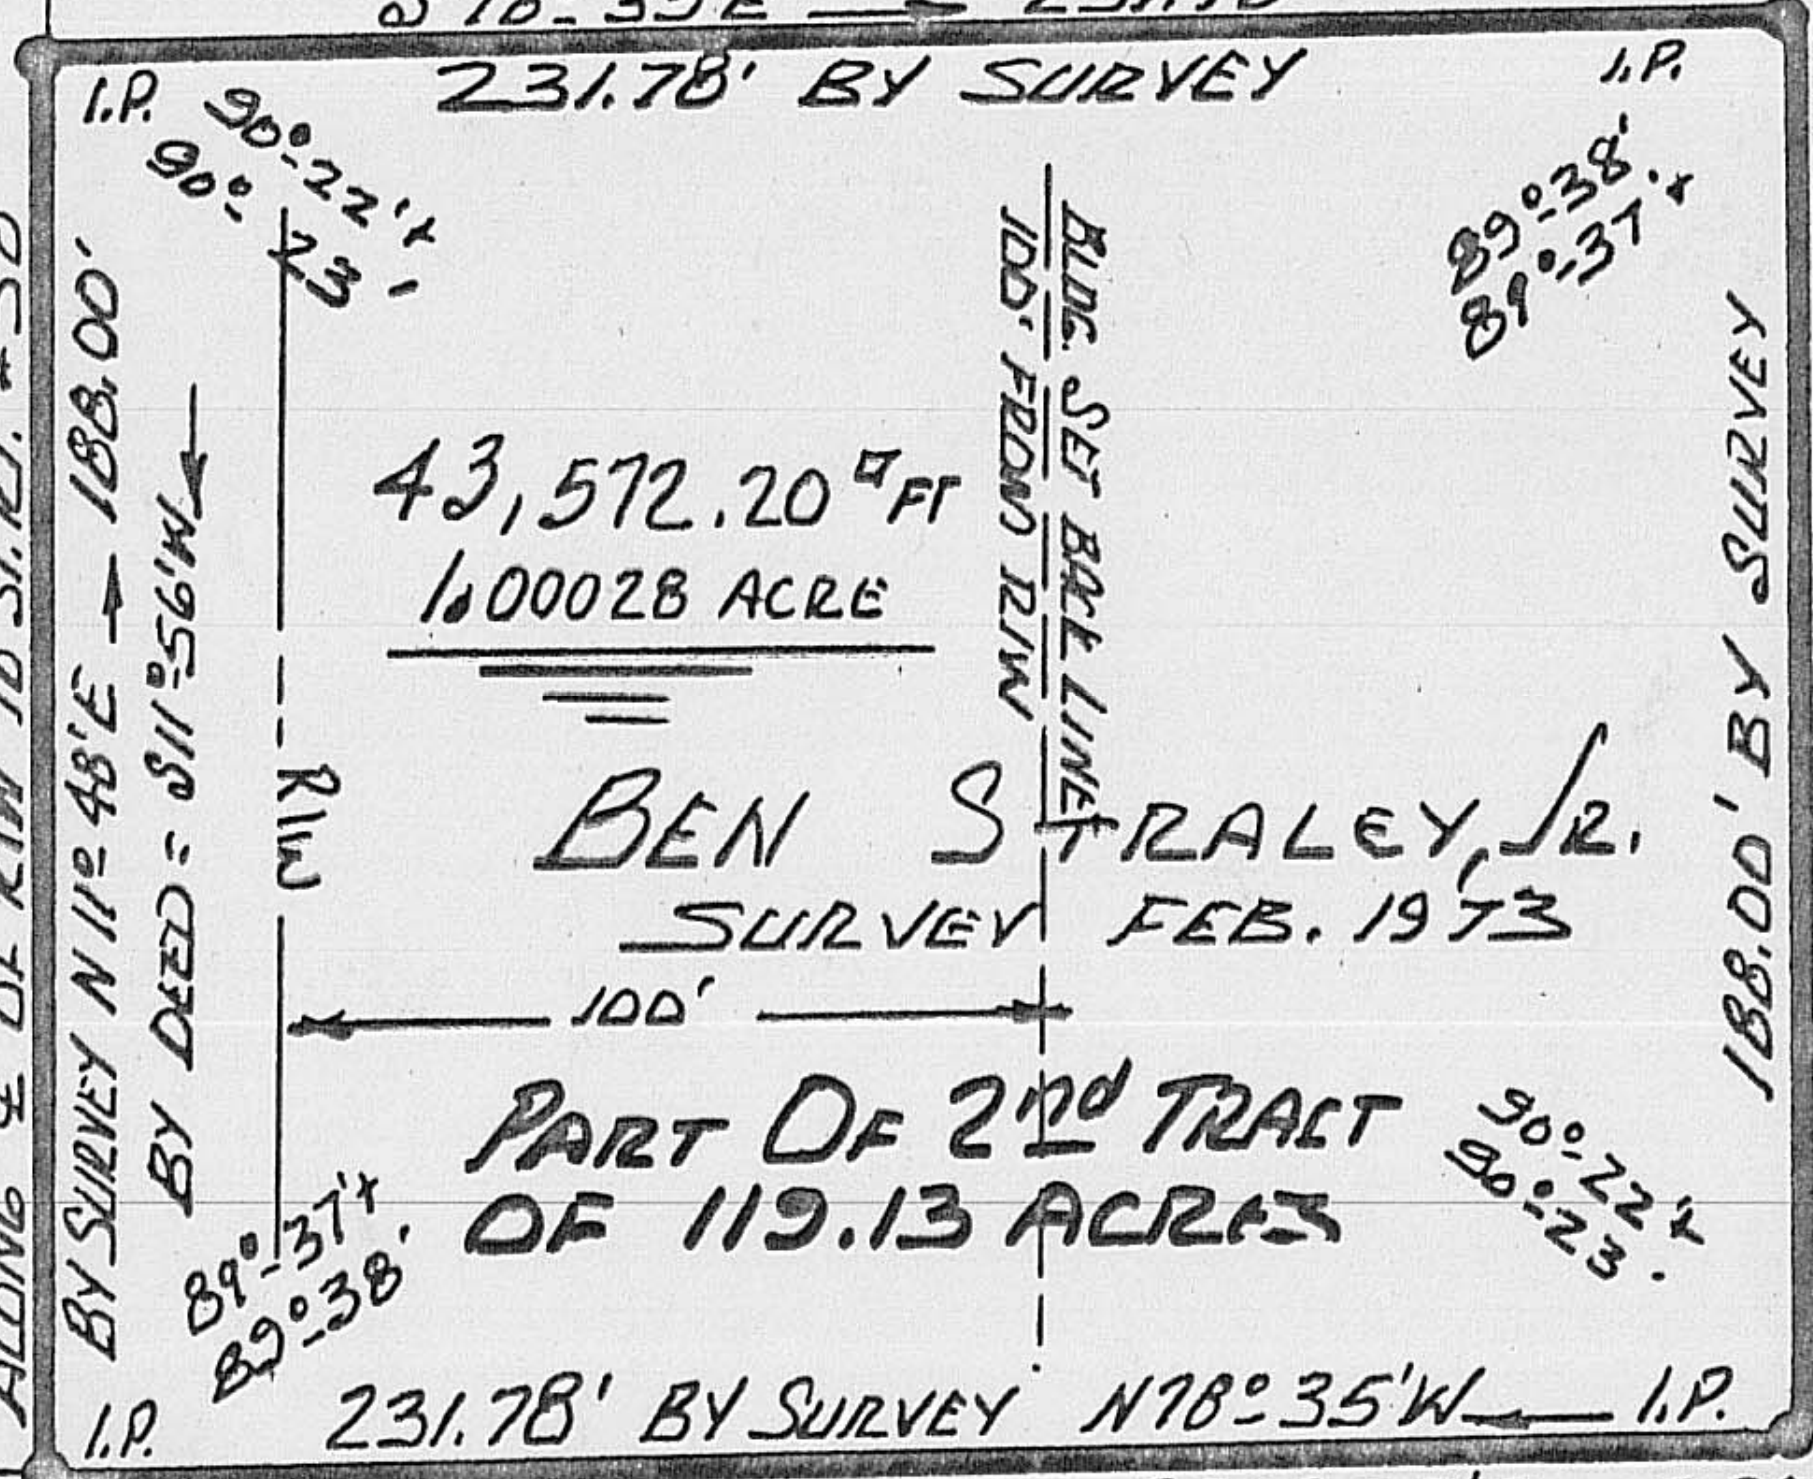 231.78' BY SURVEY
I.P.
I.P.
90°-22'+
90°-23'
89°-38'
89°-37'+
BY SURVEY N 11° 48'E 188.00'
BY DEED = S11°56'W
R/W
43,572.20 □FT
1.00028 ACRE
BLDG. SET BACK LINE
100' FROM R/W
188.00' BY SURVEY
BEN STRALEY, JR.
SURVEY FEB. 1973
100'
PART OF 2nd TRACT
OF 119.13 ACRES
90°-22'+
90°-23'
89°-37'+
89°-38'
I.P.
231.78' BY SURVEY N78°35'W
I.P.